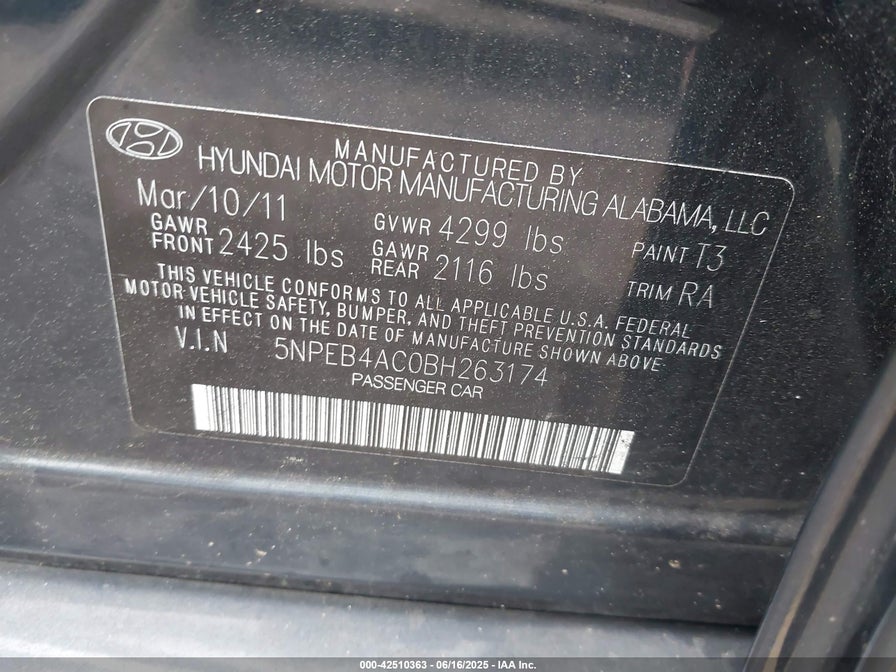 MANUFACTURED BY
HYUNDAI MOTOR MANUFACTURING ALABAMA, LLC
Mar/10/11 GVWR 4299 lbs PAINT T3
GAWR FRONT 2425 lbs GAWR REAR 2116 lbs TRIM RA
THIS VEHICLE CONFORMS TO ALL APPLICABLE U.S.A. FEDERAL
MOTOR VEHICLE SAFETY, BUMPER, AND THEFT PREVENTION STANDARDS
IN EFFECT ON THE DATE OF MANUFACTURE SHOWN ABOVE
V.I.N 5NPEB4AC0BH263174
PASSENGER CAR
000-42510363 / 06/16/2025 - IAA Inc.